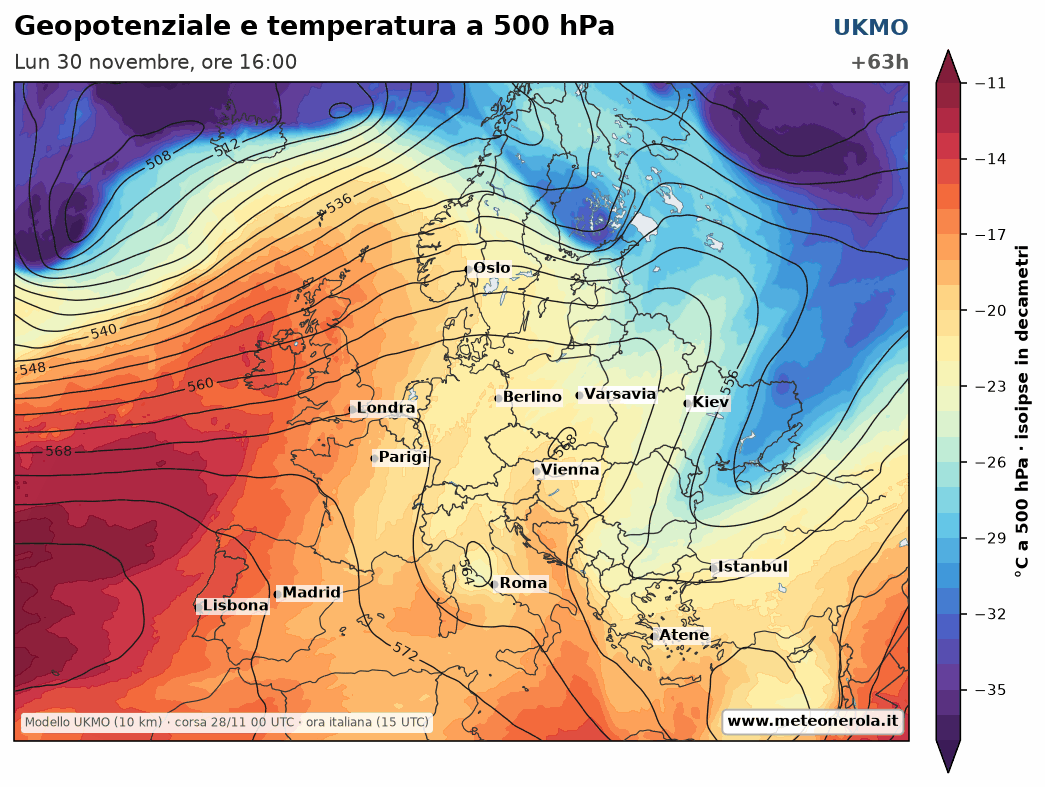 Geopotenziale e temperatura a 500 hPa
UKMO
Lun 30 novembre, ore 16:00
+63h
508
512
536
540
548
560
568
556
568
564
572
Oslo
Berlino
Varsavia
Kiev
Londra
Parigi
Vienna
Istanbul
Roma
Madrid
Lisbona
Atene
Modello UKMO (10 km) · corsa 28/11 00 UTC · ora italiana (15 UTC)
www.meteonerola.it
−11
−14
−17
−20
−23
−26
−29
−32
−35
°C a 500 hPa · isoipse in decametri